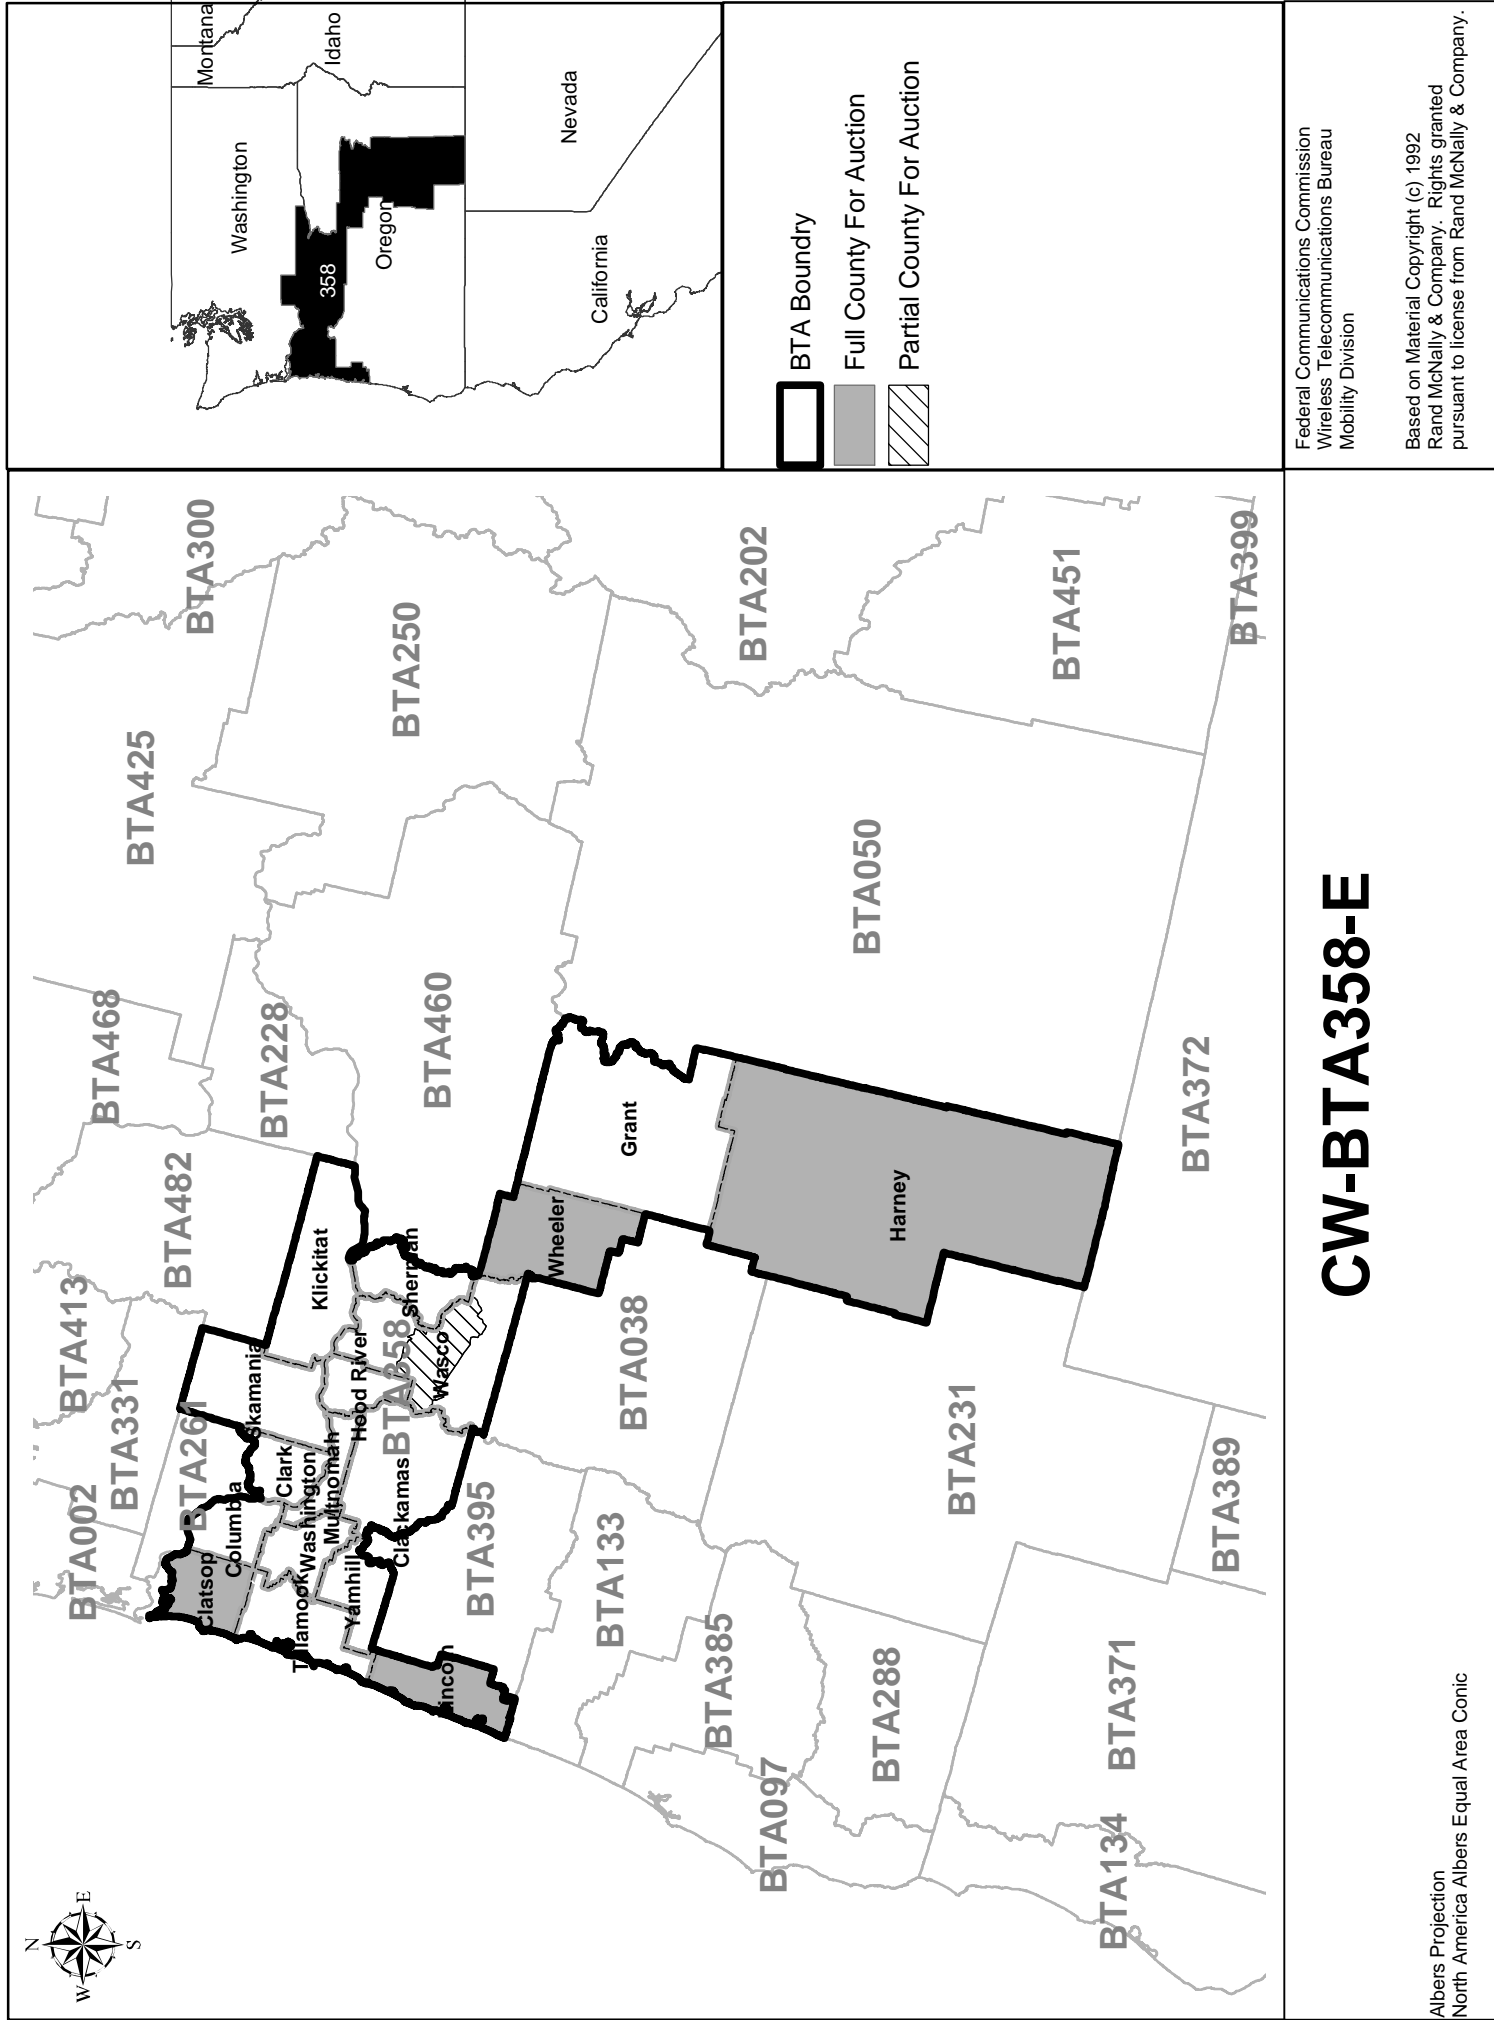 N
W
E
S
BTA002
BTA331
BTA413
BTA468
BTA425
BTA300
BTA261
BTA482
BTA228
BTA460
BTA250
BTA202
BTA358
BTA395
BTA038
BTA050
BTA451
BTA399
BTA133
BTA385
BTA097
BTA288
BTA231
BTA372
BTA389
BTA371
BTA134
Clatsop
Columbia
Skamania
Klickitat
Clark
Washington
Multnomah
Tillamook
Yamhill
Hood River
Sherman
Wasco
Clackamas
Lincoln
Wheeler
Grant
Harney
Washington
Montana
Idaho
358
Oregon
California
Nevada
BTA Boundry
Full County For Auction
Partial County For Auction
CW-BTA358-E
Albers Projection
North America Albers Equal Area Conic
Federal Communications Commission
Wireless Telecommunications Bureau
Mobility Division
Based on Material Copyright (c) 1992
Rand McNally & Company. Rights granted
pursuant to license from Rand McNally & Company.